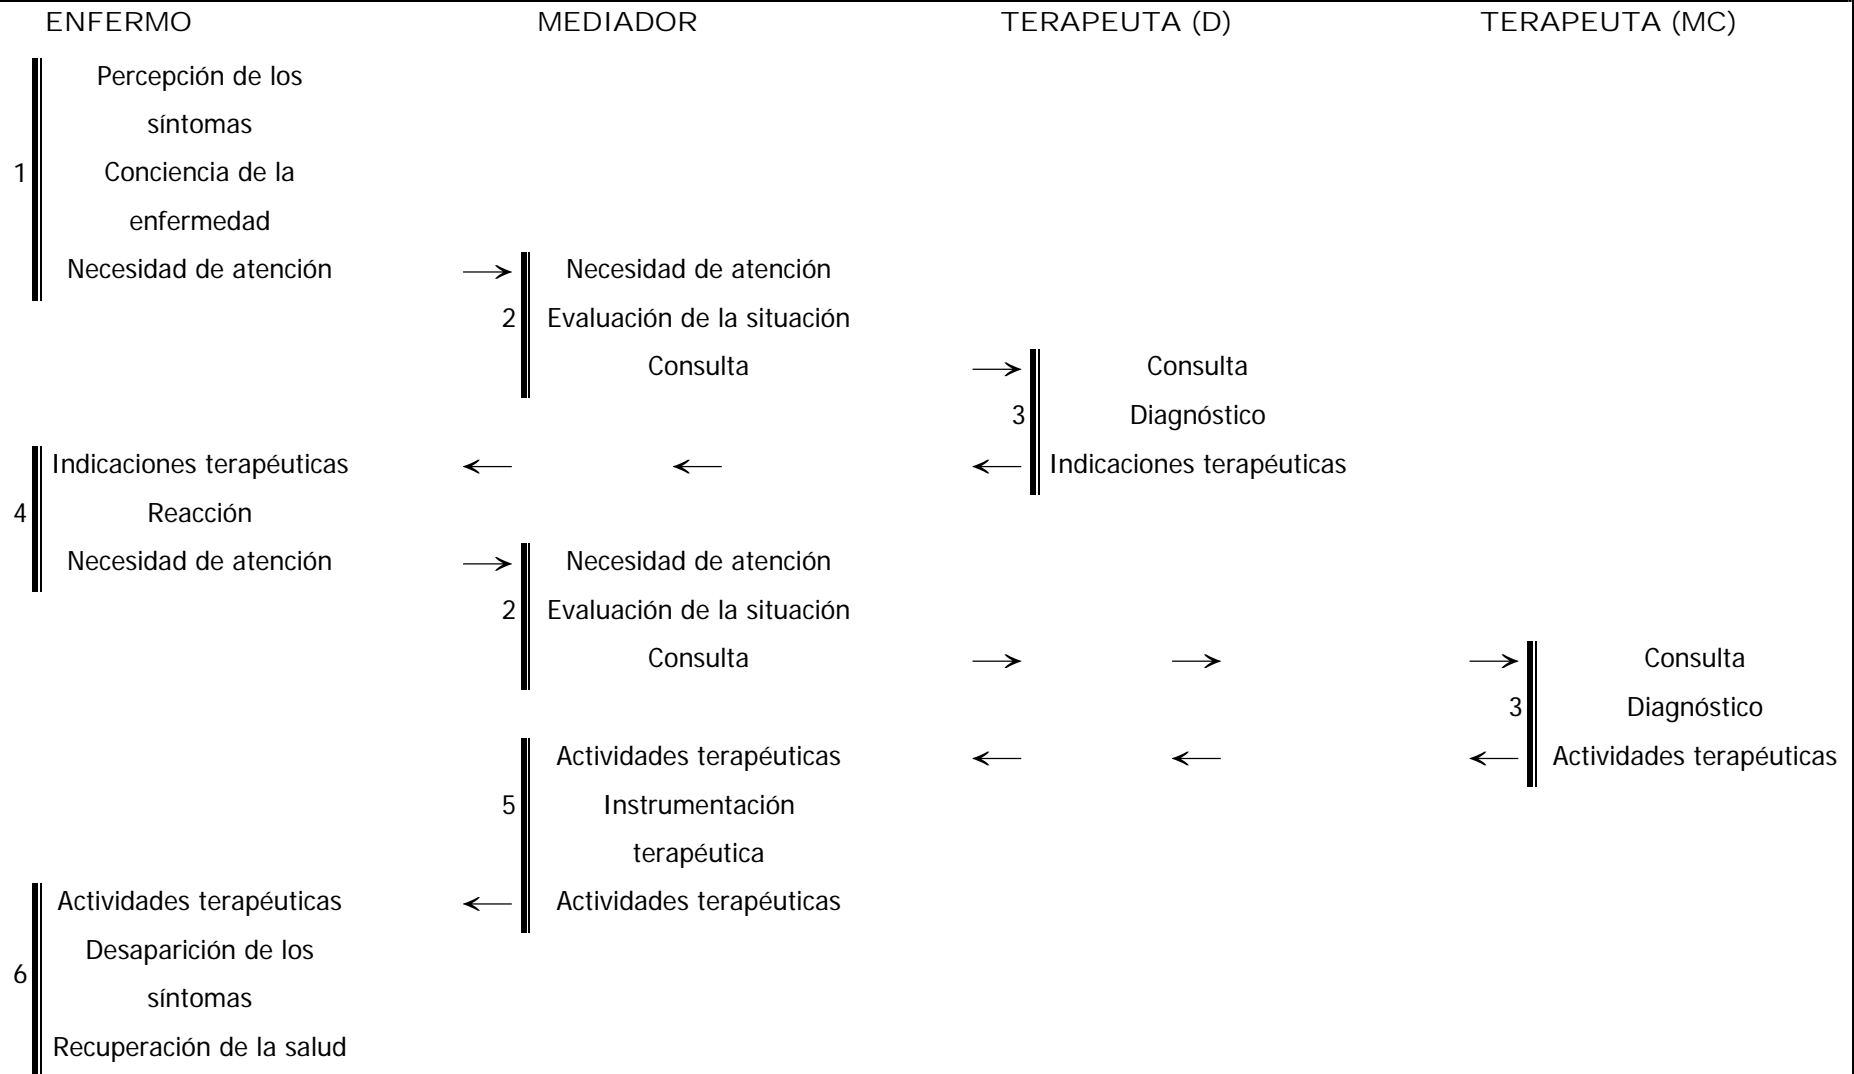 ENFERMO MEDIADOR TERAPEUTA (D) TERAPEUTA (MC)
Percepción de los
síntomas
1 Conciencia de la
enfermedad
Necesidad de atención → Necesidad de atención
2 Evaluación de la situación
Consulta → Consulta
3 Diagnóstico
Indicaciones terapéuticas ← ← ← Indicaciones terapéuticas
4 Reacción
Necesidad de atención → Necesidad de atención
2 Evaluación de la situación
Consulta → → → Consulta
3 Diagnóstico
Actividades terapéuticas ← ← ← Actividades terapéuticas
5 Instrumentación
terapéutica
Actividades terapéuticas ← Actividades terapéuticas
Desaparición de los
6
síntomas
Recuperación de la salud